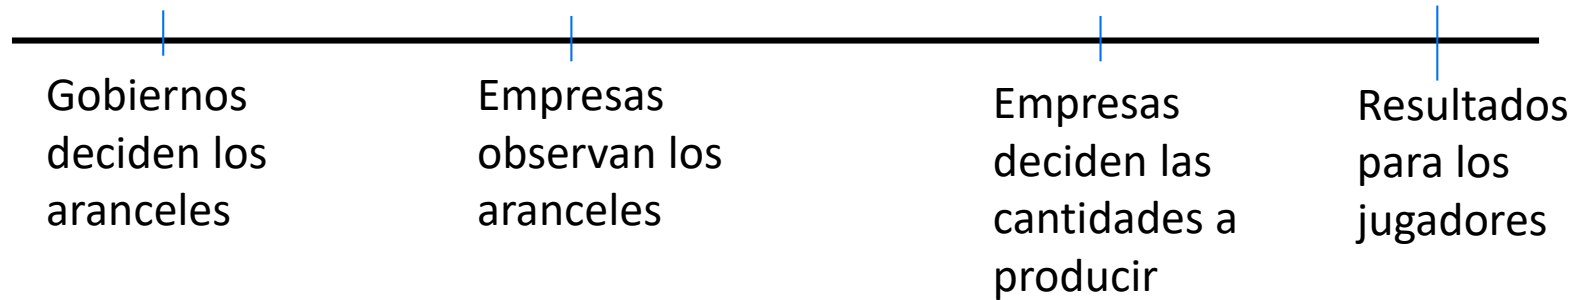 Gobiernos
deciden los
aranceles
Empresas
observan los
aranceles
Empresas
deciden las
cantidades a
producir
Resultados
para los
jugadores